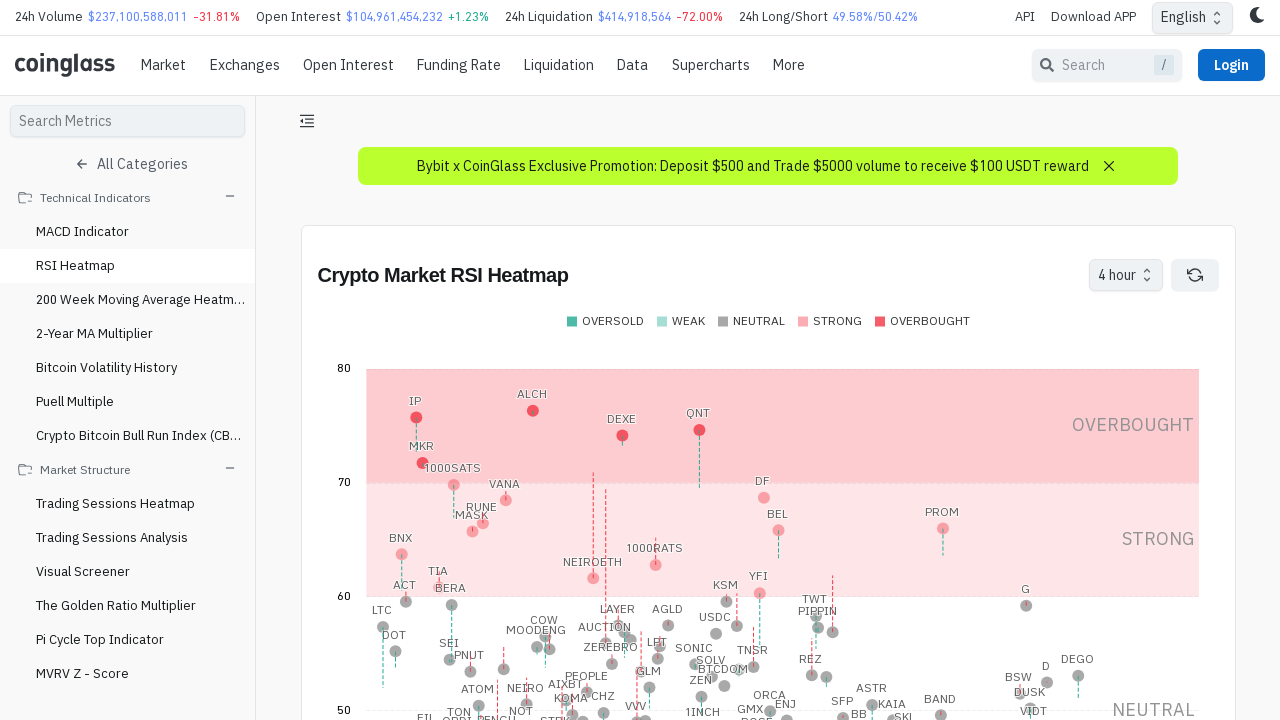 24h Volume $237,100,588,011 -31.81% Open Interest $104,961,454,232 +1.23% 24h Liquidation $414,918,564 -72.00% 24h Long/Short 49.58%/50.42% API Download APP English
coinglass Market Exchanges Open Interest Funding Rate Liquidation Data Supercharts More Search / Login
Search Metrics
All Categories
Technical Indicators
MACD Indicator
RSI Heatmap
200 Week Moving Average Heatm...
2-Year MA Multiplier
Bitcoin Volatility History
Puell Multiple
Crypto Bitcoin Bull Run Index (CB...
Market Structure
Trading Sessions Heatmap
Trading Sessions Analysis
Visual Screener
The Golden Ratio Multiplier
Pi Cycle Top Indicator
MVRV Z - Score
Bybit x CoinGlass Exclusive Promotion: Deposit $500 and Trade $5000 volume to receive $100 USDT reward
Crypto Market RSI Heatmap
4 hour
OVERSOLD WEAK NEUTRAL STRONG OVERBOUGHT
80
ALCH
IP
QNT
DEXE
OVERBOUGHT
MKR
1000SATS
70
DF
VANA
RUNE
MASK
BEL
PROM
BNX
STRONG
1000RATS
NEIROETH
TIA
YFI
ACT
BERA
KSM
G
60
TWT
LTC
LAYER
AGLD
PIPPIN
COW
USDC
AUCTION
MOODENG
DOT
SEI
LPT
ZEREBRO
SONIC
TNSR
PNUT
SOLV
REZ
DEGO
BTCDOM
D
GLM
ZEN
PEOPLE
BSW
AIXBT
ATOM
NEIRO
ASTR
DUSK
KOMA
CHZ
ORCA
ENJ
SFP
BAND
VVV
GMX
KAIA
TON
NOT
1INCH
BB
VIDT
50
NEUTRAL